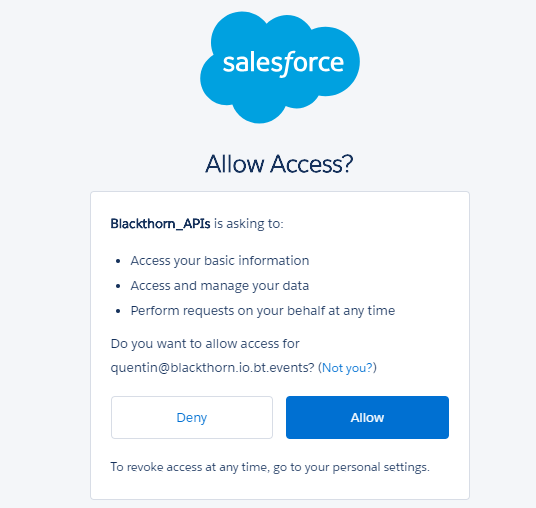 salesforce
Allow Access?
Blackthorn_APIs is asking to:
• Access your basic information
• Access and manage your data
• Perform requests on your behalf at any time
Do you want to allow access for
quentin@blackthorn.io.bt.events? (Not you?)
Deny
Allow
To revoke access at any time, go to your personal settings.